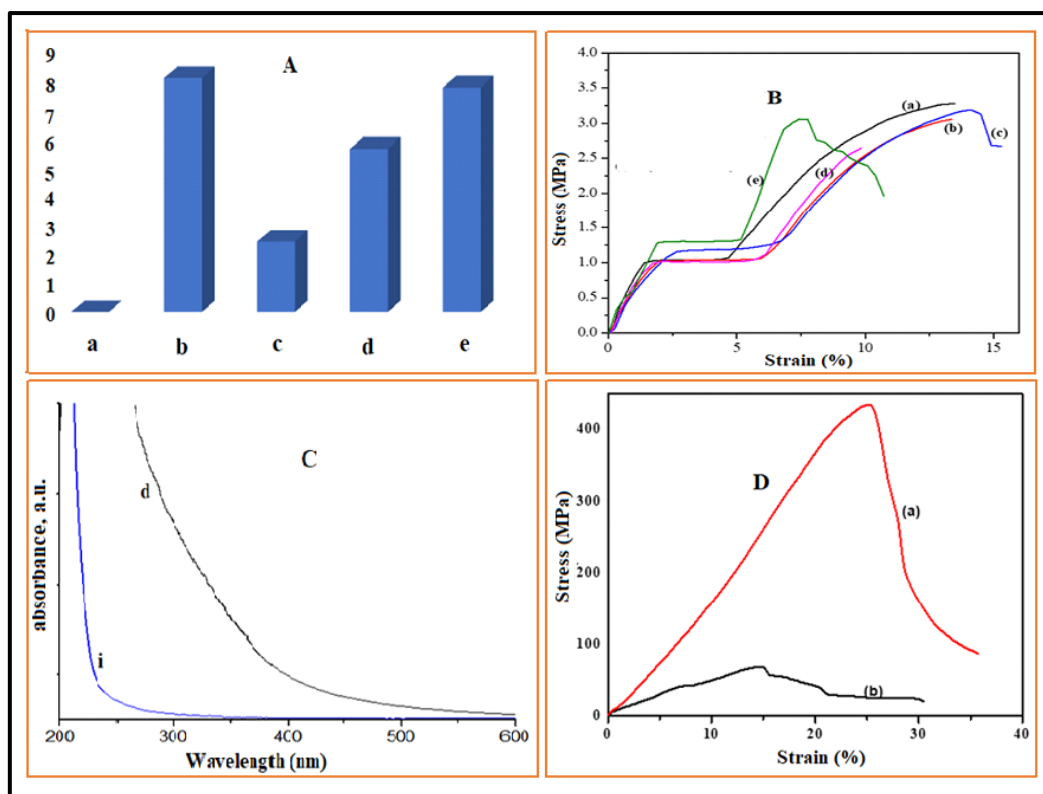 A
9
8
7
6
5
4
3
2
1
0
a b c d e
B
Stress (MPa)
4.0
3.5
3.0
2.5
2.0
1.5
1.0
0.5
0.0
(a)
(b)
(c)
(d)
(e)
0 5 10 15
Strain (%)
C
absorbance, a.u.
d
i
200 300 400 500 600
Wavelength (nm)
D
Stress (MPa)
400
300
200
100
0
(a)
(b)
0 10 20 30 40
Strain (%)